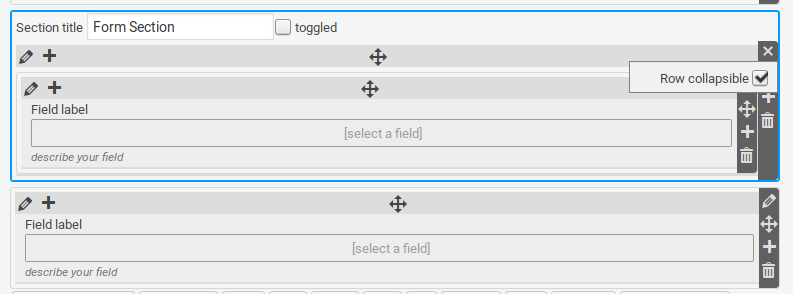 Section title Form Section toggled
Row collapsible
Field label
[select a field]
describe your field
Field label
[select a field]
describe your field